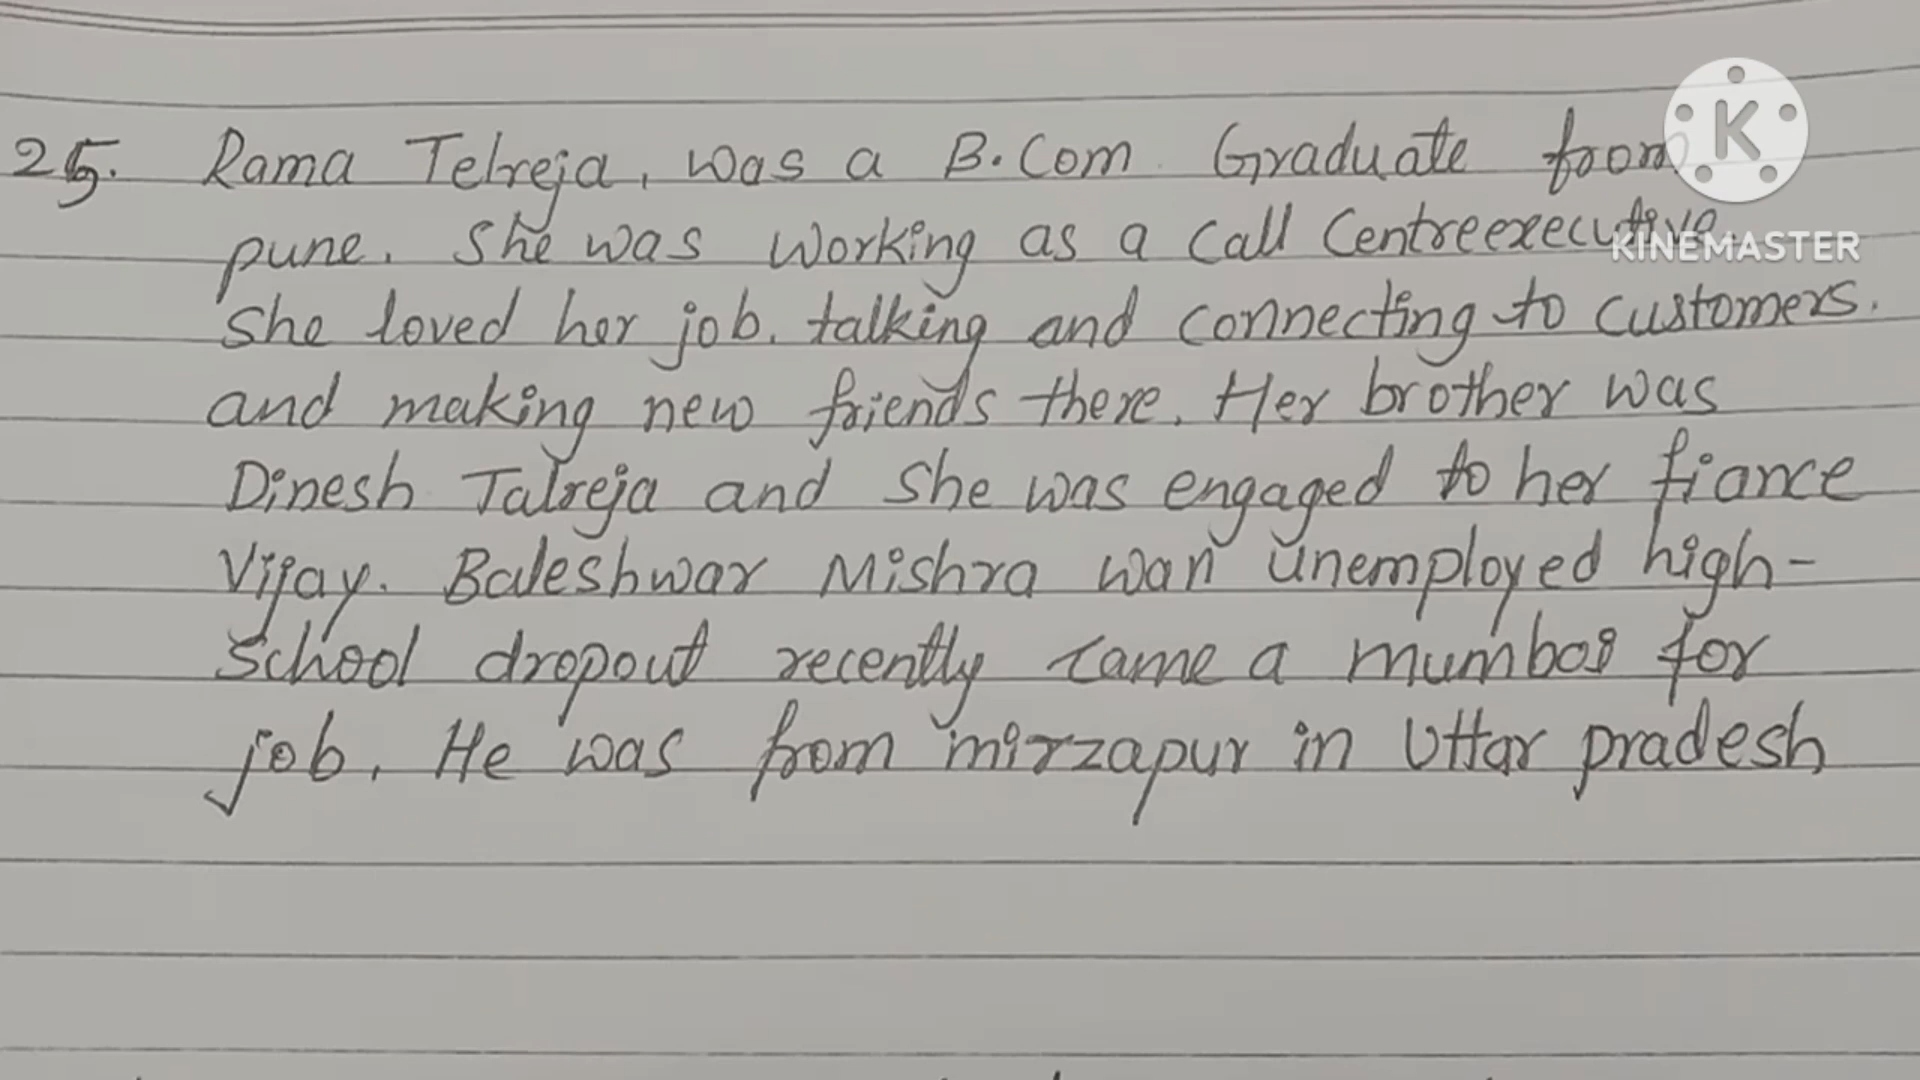 25. Rama Telreja, was a B.Com Graduate from
pune. She was working as a call Centreexecutive
She loved her job. talking and connecting to customers.
and making new friends there. Her brother was
Dinesh Talreja and she was engaged to her fiance
Vijay. Baleshwar Mishra wan unemployed high-
School dropout recently came a mumbai for
job. He was from mirzapur in Uttar pradesh
K
KINEMASTER